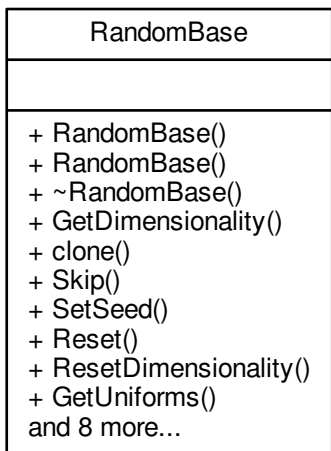 RandomBase
+ RandomBase()
+ RandomBase()
+ ~RandomBase()
+ GetDimensionality()
+ clone()
+ Skip()
+ SetSeed()
+ Reset()
+ ResetDimensionality()
+ GetUniforms()
and 8 more...